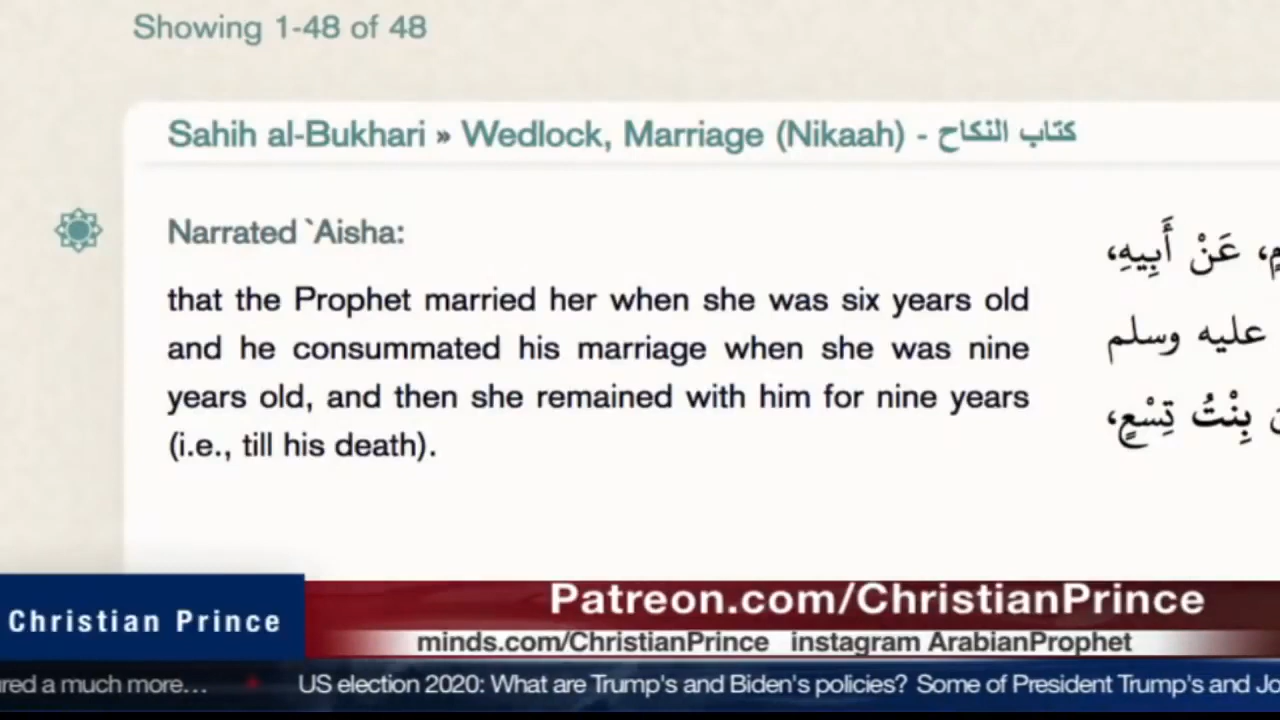 Showing 1-48 of 48
Sahih al-Bukhari » Wedlock, Marriage (Nikaah) - كتاب النكاح
Narrated `Aisha:
that the Prophet married her when she was six years old
and he consummated his marriage when she was nine
years old, and then she remained with him for nine years
(i.e., till his death).
عَنْ أَبِيهِ،
عليه وسلم
بِنْتُ تِسْعٍ،
Christian Prince
Patreon.com/ChristianPrince
minds.com/ChristianPrince instagram ArabianProphet
a much more... US election 2020: What are Trump's and Biden's policies? Some of President Trump's and